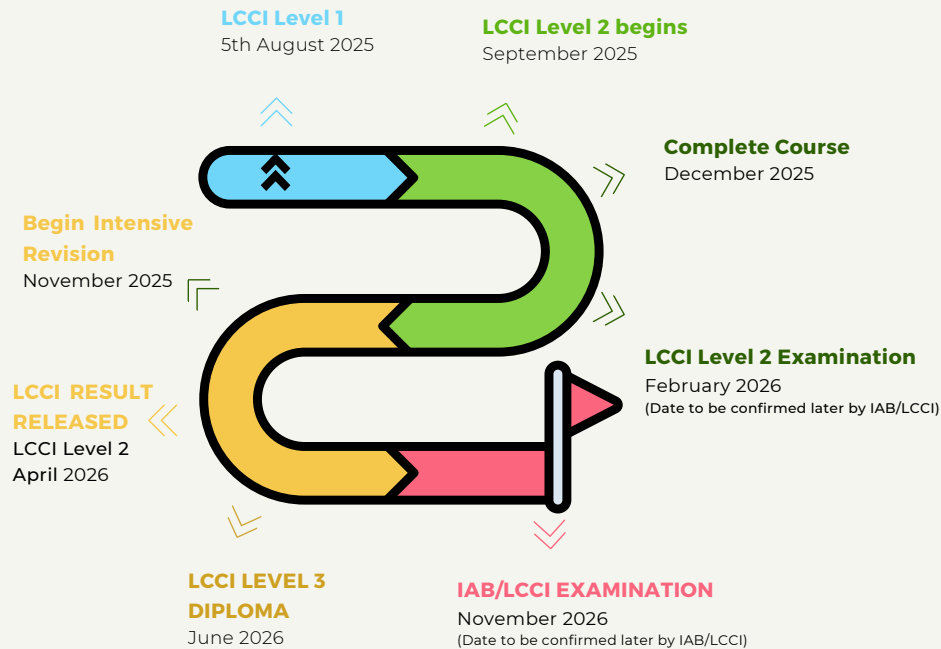 LCCI Level 1
5th August 2025
LCCI Level 2 begins
September 2025
Complete Course
December 2025
Begin Intensive
Revision
November 2025
LCCI Level 2 Examination
February 2026
(Date to be confirmed later by IAB/LCCI)
LCCI RESULT
RELEASED
LCCI Level 2
April 2026
LCCI LEVEL 3
DIPLOMA
June 2026
IAB/LCCI EXAMINATION
November 2026
(Date to be confirmed later by IAB/LCCI)